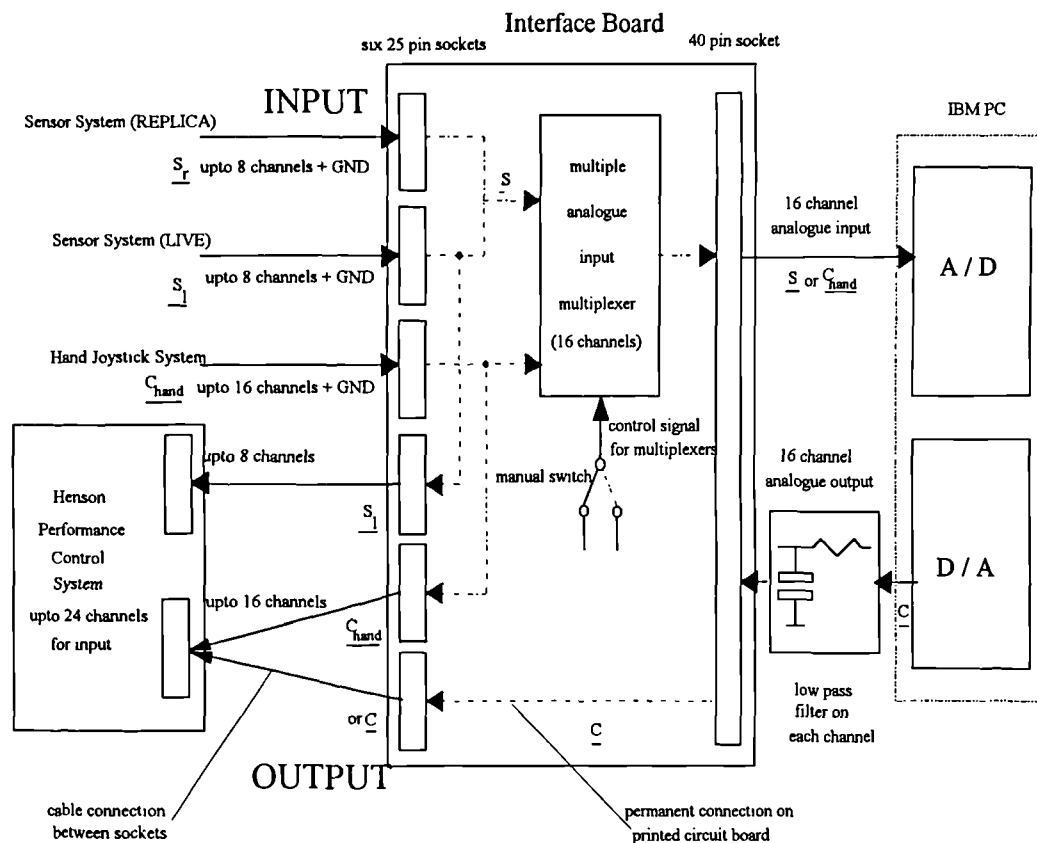 Interface Board
six 25 pin sockets
40 pin socket
INPUT
IBM PC
Sensor System (REPLICA)
S_r upto 8 channels + GND
S
multiple
analogue
input
multiplexer
(16 channels)
16 channel
analogue input
S or C_hand
A / D
Sensor System (LIVE)
upto 8 channels + GND
S_l
Hand Joystick System
C_hand upto 16 channels + GND
control signal
for multiplexers
manual switch
upto 8 channels
S_l
Henson
Performance
Control
System
upto 24 channels
for input
16 channel
analogue output
D / A
C
upto 16 channels
C_hand
or C
C
low pass
filter on
each channel
OUTPUT
cable connection
between sockets
permanent connection on
printed circuit board